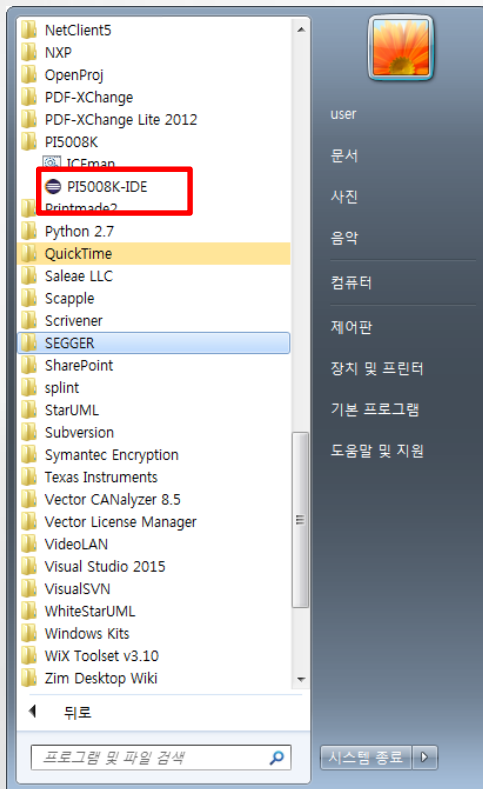 NetClient5
NXP
OpenProj
PDF-XChange
PDF-XChange Lite 2012
PI5008K
ICEman
PI5008K-IDE
Printmade2
Python 2.7
QuickTime
Saleae LLC
Scapple
Scrivener
SEGGER
SharePoint
splint
StarUML
Subversion
Symantec Encryption
Texas Instruments
Vector CANalyzer 8.5
Vector License Manager
VideoLAN
Visual Studio 2015
VisualSVN
WhiteStarUML
Windows Kits
WiX Toolset v3.10
Zim Desktop Wiki
뒤로
프로그램 및 파일 검색
user
문서
사진
음악
컴퓨터
제어판
장치 및 프린터
기본 프로그램
도움말 및 지원
시스템 종료